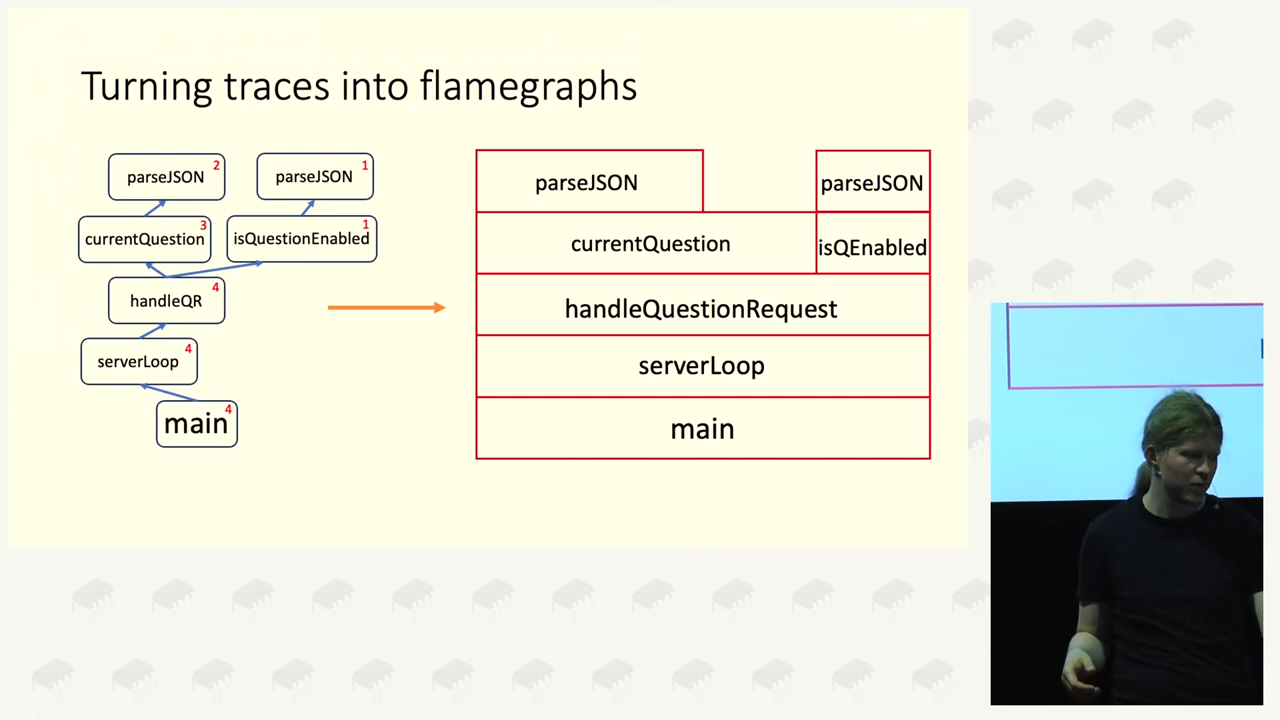 Turning traces into flamegraphs
parseJSON 2
parseJSON 1
currentQuestion 3
isQuestionEnabled 1
handleQR 4
serverLoop 4
main 4
parseJSON
parseJSON
currentQuestion
isQEnabled
handleQuestionRequest
serverLoop
main